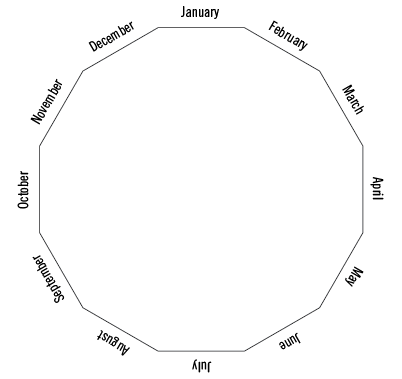 January
February
March
April
May
June
July
August
September
October
November
December